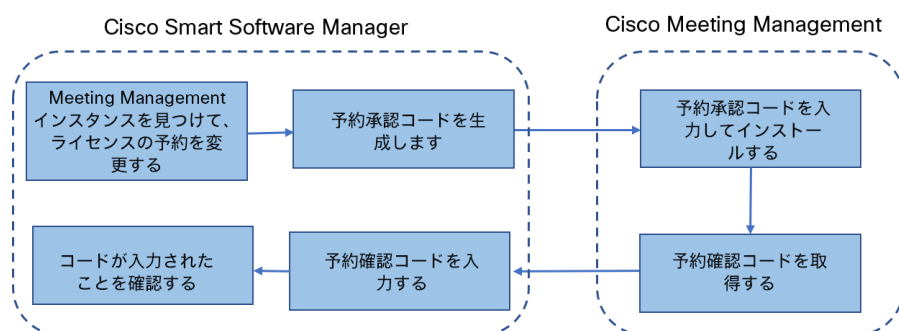 Cisco Smart Software Manager
Cisco Meeting Management
Meeting Management
インスタンスを見つけて、
ライセンスの予約を変
更する
予約承認コードを生
成します
予約承認コードを入
力してインストー
ルする
予約確認コードを取
得する
予約確認コードを入
力する
コードが入力された
ことを確認する